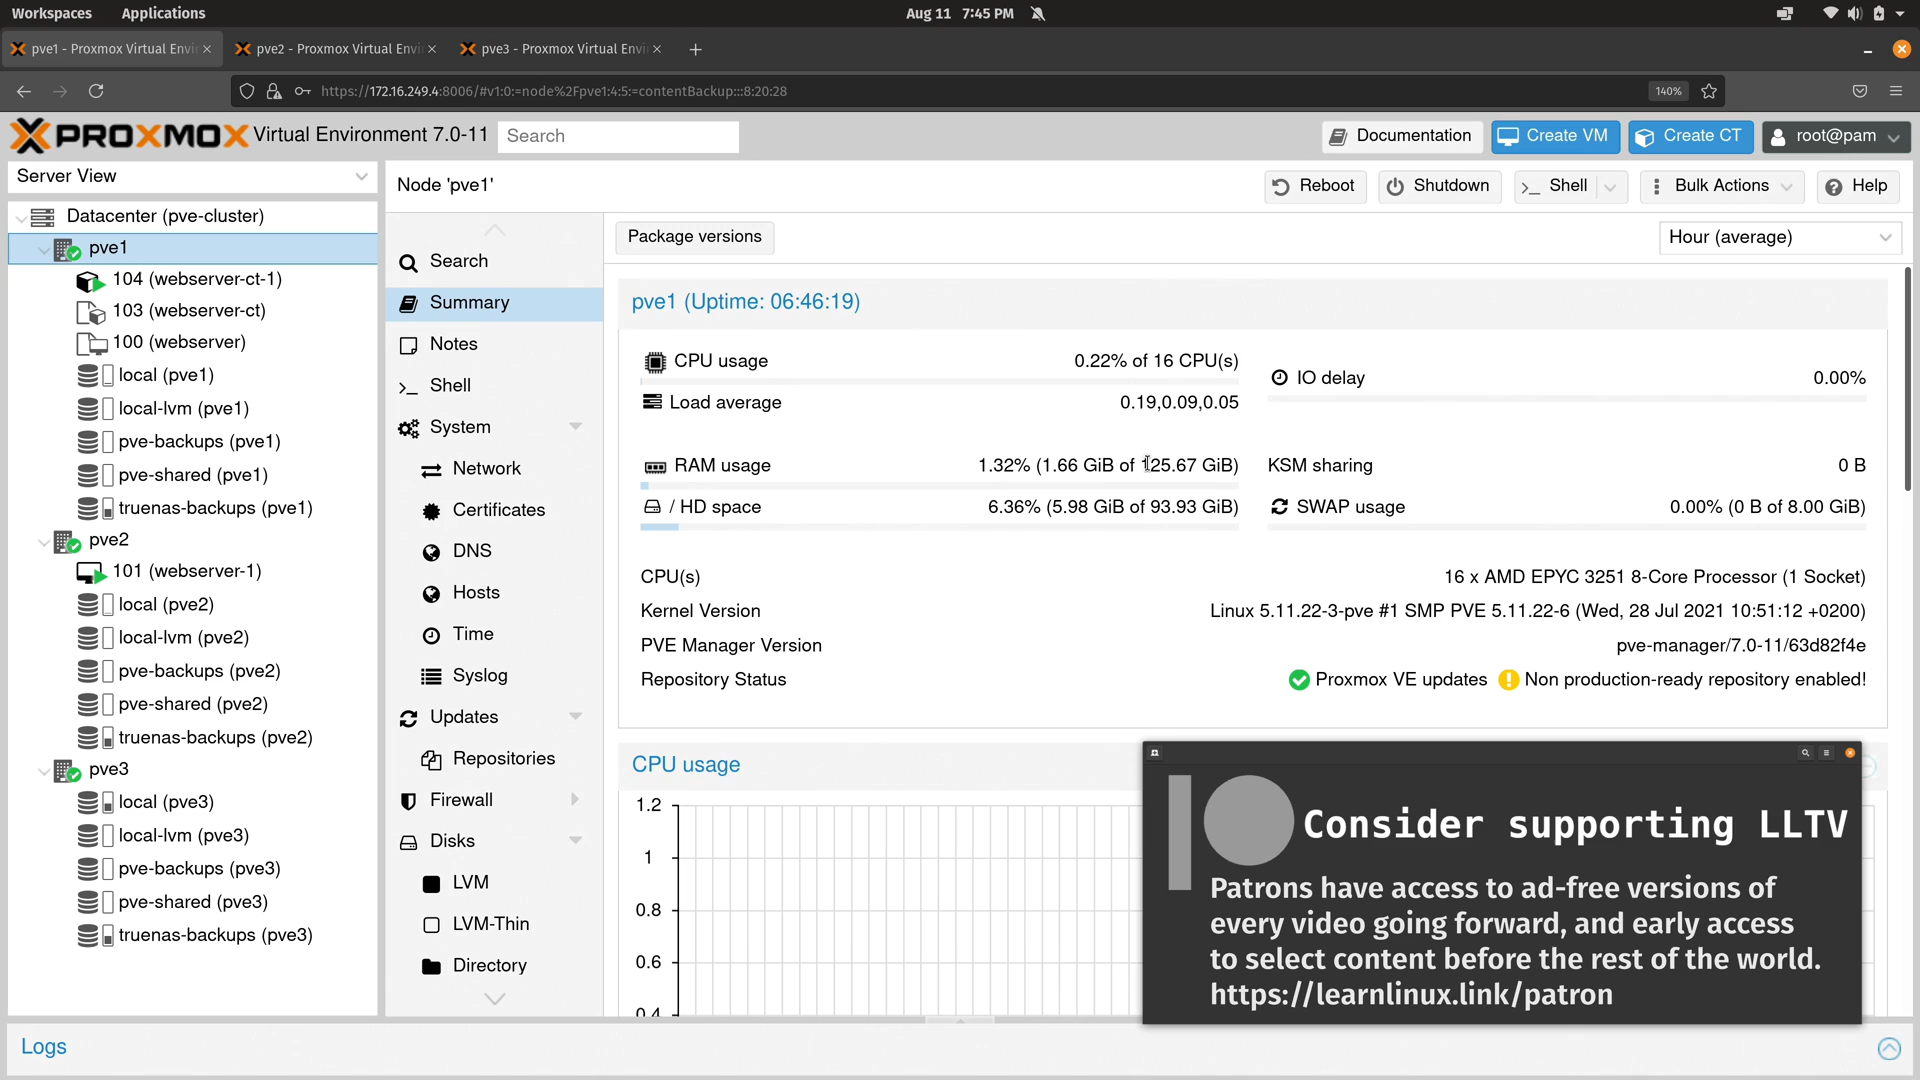 Workspaces Applications Aug 11 7:45 PM
pve1 - Proxmox Virtual Envi pve2 - Proxmox Virtual Envi pve3 - Proxmox Virtual Envi
https://172.16.249.4:8006/#v1:0:=node%2Fpve1:4:5:=contentBackup:::8:20:28 140%
PROXMOX Virtual Environment 7.0-11 Search Documentation Create VM Create CT root@pam
Server View
Datacenter (pve-cluster)
pve1
104 (webserver-ct-1)
103 (webserver-ct)
100 (webserver)
local (pve1)
local-lvm (pve1)
pve-backups (pve1)
pve-shared (pve1)
truenas-backups (pve1)
pve2
101 (webserver-1)
local (pve2)
local-lvm (pve2)
pve-backups (pve2)
pve-shared (pve2)
truenas-backups (pve2)
pve3
local (pve3)
local-lvm (pve3)
pve-backups (pve3)
pve-shared (pve3)
truenas-backups (pve3)
Node 'pve1' Reboot Shutdown Shell Bulk Actions Help
Search
Summary
Notes
Shell
System
Network
Certificates
DNS
Hosts
Time
Syslog
Updates
Repositories
Firewall
Disks
LVM
LVM-Thin
Directory
Package versions Hour (average)
pve1 (Uptime: 06:46:19)
CPU usage 0.22% of 16 CPU(s)
IO delay 0.00%
Load average 0.19,0.09,0.05
RAM usage 1.32% (1.66 GiB of 125.67 GiB)
KSM sharing 0 B
/ HD space 6.36% (5.98 GiB of 93.93 GiB)
SWAP usage 0.00% (0 B of 8.00 GiB)
CPU(s) 16 x AMD EPYC 3251 8-Core Processor (1 Socket)
Kernel Version Linux 5.11.22-3-pve #1 SMP PVE 5.11.22-6 (Wed, 28 Jul 2021 10:51:12 +0200)
PVE Manager Version pve-manager/7.0-11/63d82f4e
Repository Status Proxmox VE updates Non production-ready repository enabled!
CPU usage
1.2
1
0.8
0.6
0.4
Consider supporting LLTV
Patrons have access to ad-free versions of
every video going forward, and early access
to select content before the rest of the world.
https://learnlinux.link/patron
Logs